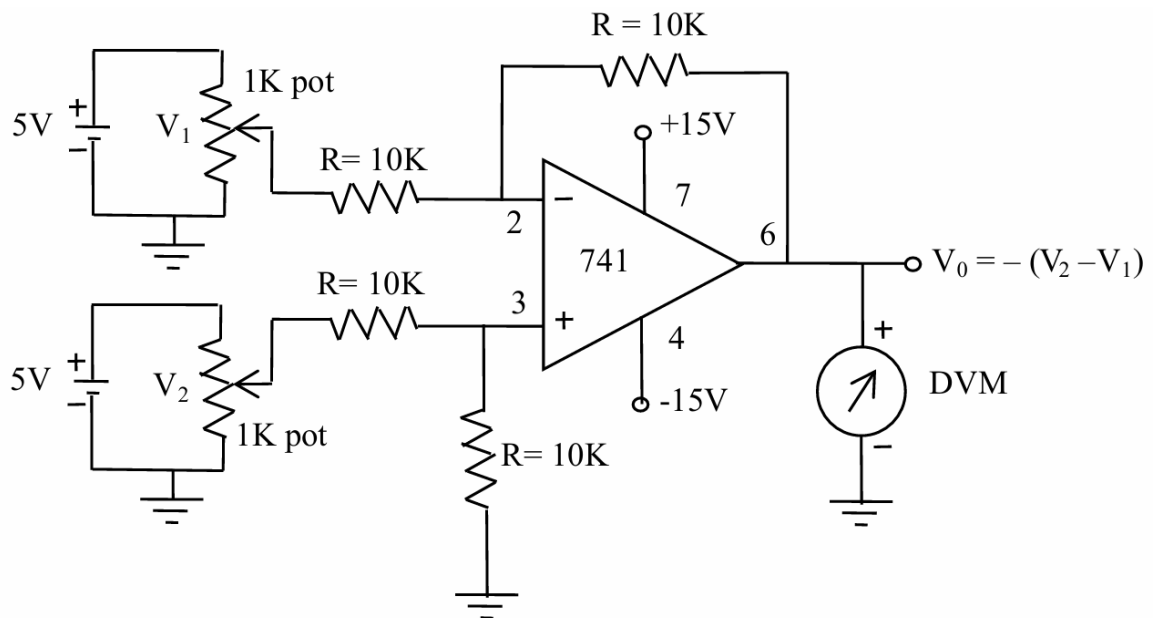 R = 10K
1K pot
+
5V
−
V₁
+15V
R= 10K
7
−
2
6
741
V₀ = – (V₂ –V₁)
R= 10K
3
+
4
+
+
5V
−
V₂
-15V
DVM
1K pot
−
R= 10K